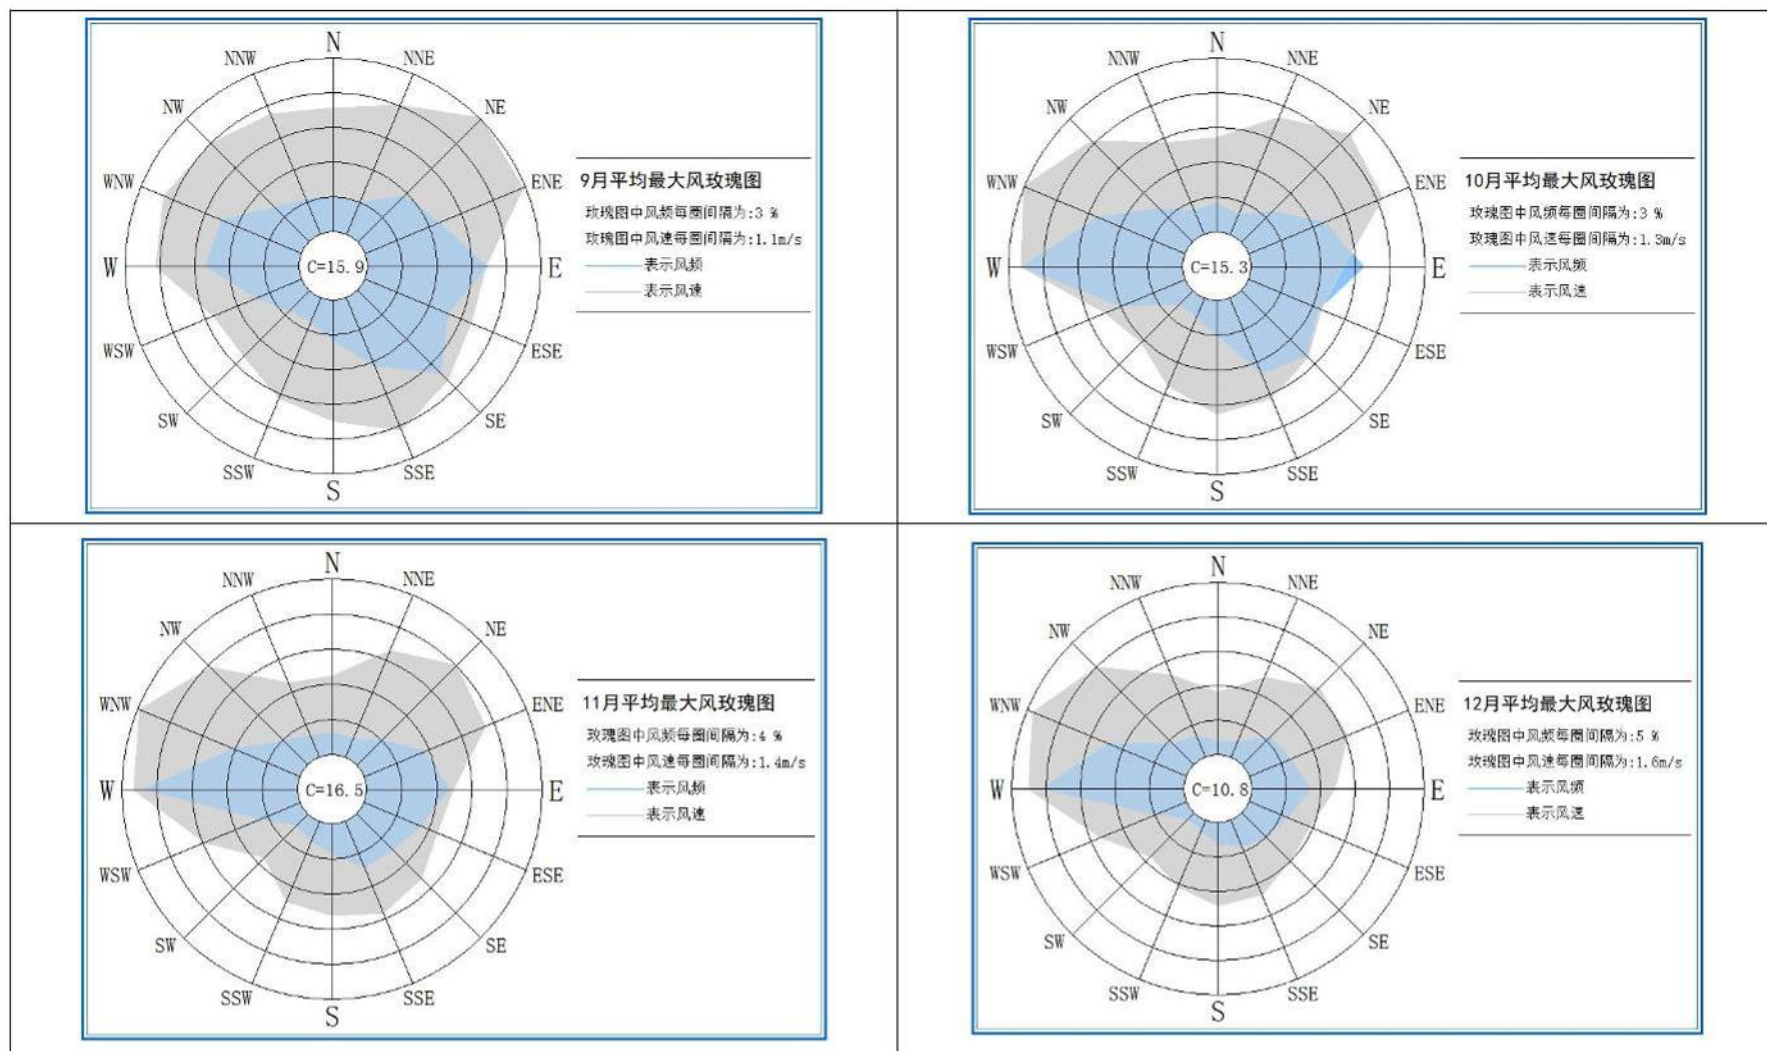 N
NNW
NNE
NW
NE
WNW
ENE
W
C=15.9
E
WSW
ESE
SW
SE
SSW
SSE
S
9月平均最大风玫瑰图
玫瑰图中风频每圈间隔为:3 %
玫瑰图中风速每圈间隔为:1.1m/s
表示风频
表示风速
N
NNW
NNE
NW
NE
WNW
ENE
W
C=15.3
E
WSW
ESE
SW
SE
SSW
SSE
S
10月平均最大风玫瑰图
玫瑰图中风频每圈间隔为:3 %
玫瑰图中风速每圈间隔为:1.3m/s
表示风频
表示风速
N
NNW
NNE
NW
NE
WNW
ENE
W
C=16.5
E
WSW
ESE
SW
SE
SSW
SSE
S
11月平均最大风玫瑰图
玫瑰图中风频每圈间隔为:4 %
玫瑰图中风速每圈间隔为:1.4m/s
表示风频
表示风速
N
NNW
NNE
NW
NE
WNW
ENE
W
C=10.8
E
WSW
ESE
SW
SE
SSW
SSE
S
12月平均最大风玫瑰图
玫瑰图中风频每圈间隔为:5 %
玫瑰图中风速每圈间隔为:1.6m/s
表示风频
表示风速